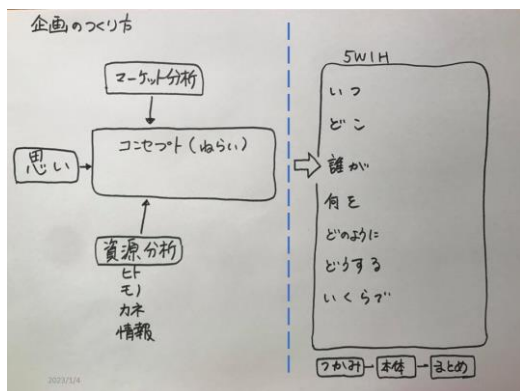 企画のつくり方
マーケット分析
思い
コンセプト(ねらい)
資源分析
ヒト
モノ
カネ
情報
5W1H
いつ
どこ
誰が
何を
どのように
どうする
いくらで
つかみ
本体
まとめ
2023/1/4